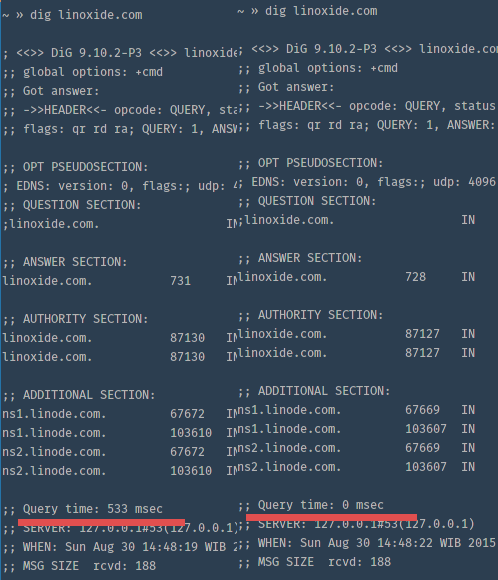 ~ » dig linoxide.com
; <<>> DiG 9.10.2-P3 <<>> linoxide
;; global options: +cmd
;; Got answer:
;; ->>HEADER<<- opcode: QUERY, sta
;; flags: qr rd ra; QUERY: 1, ANSW
;; OPT PSEUDOSECTION:
; EDNS: version: 0, flags:; udp: 4
;; QUESTION SECTION:
;linoxide.com. IN
;; ANSWER SECTION:
linoxide.com. 731 IN
;; AUTHORITY SECTION:
linoxide.com. 87130 IN
linoxide.com. 87130 IN
;; ADDITIONAL SECTION:
ns1.linode.com. 67672 IN
ns1.linode.com. 103610 IN
ns2.linode.com. 67672 IN
ns2.linode.com. 103610 IN
;; Query time: 533 msec
;; SERVER: 127.0.0.1#53(127.0.0.1)
;; WHEN: Sun Aug 30 14:48:19 WIB 2
;; MSG SIZE rcvd: 188
~ » dig linoxide.com
; <<>> DiG 9.10.2-P3 <<>> linoxide.co
;; global options: +cmd
;; Got answer:
;; ->>HEADER<<- opcode: QUERY, status
;; flags: qr rd ra; QUERY: 1, ANSWER:
;; OPT PSEUDOSECTION:
; EDNS: version: 0, flags:; udp: 4096
;; QUESTION SECTION:
;linoxide.com. IN
;; ANSWER SECTION:
linoxide.com. 728 IN
;; AUTHORITY SECTION:
linoxide.com. 87127 IN
linoxide.com. 87127 IN
;; ADDITIONAL SECTION:
ns1.linode.com. 67669 IN
ns1.linode.com. 103607 IN
ns2.linode.com. 67669 IN
ns2.linode.com. 103607 IN
;; Query time: 0 msec
;; SERVER: 127.0.0.1#53(127.0.0.1)
;; WHEN: Sun Aug 30 14:48:22 WIB 2015
;; MSG SIZE rcvd: 188